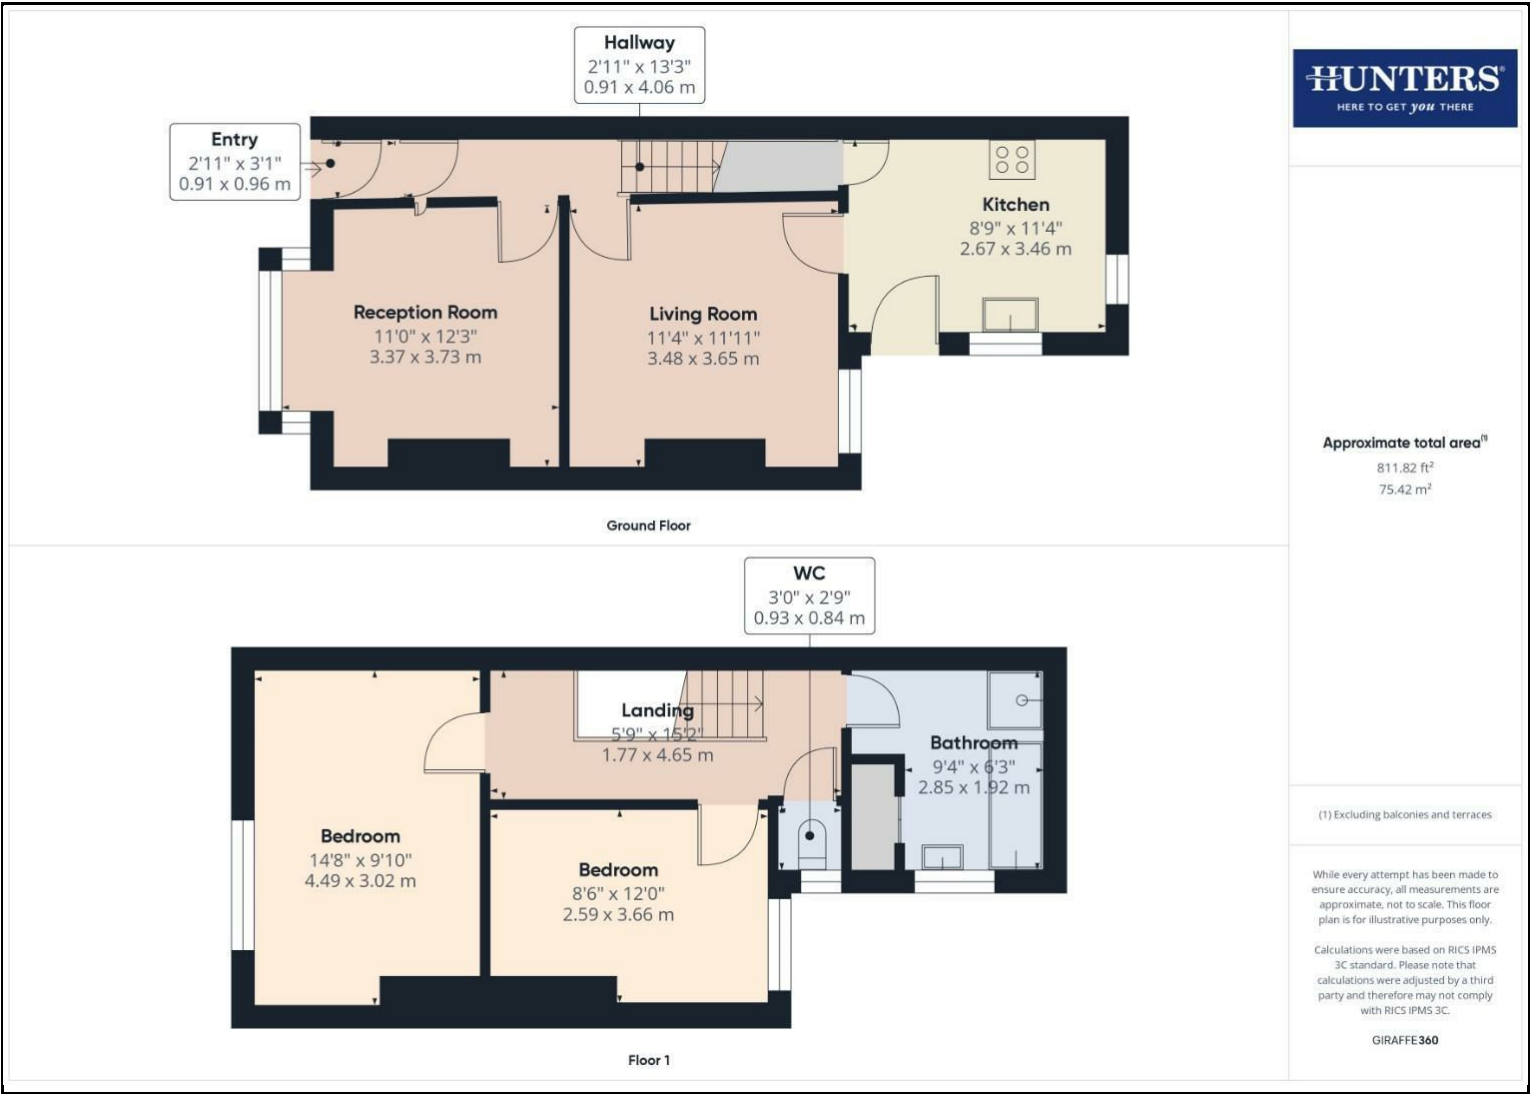 Hallway
2'11" x 13'3"
0.91 x 4.06 m
Entry
2'11" x 3'1"
0.91 x 0.96 m
Kitchen
8'9" x 11'4"
2.67 x 3.46 m
Reception Room
11'0" x 12'3"
3.37 x 3.73 m
Living Room
11'4" x 11'11"
3.48 x 3.65 m
Ground Floor
WC
3'0" x 2'9"
0.93 x 0.84 m
Landing
5'9" x 15'2"
1.77 x 4.65 m
Bathroom
9'4" x 6'3"
2.85 x 1.92 m
Bedroom
14'8" x 9'10"
4.49 x 3.02 m
Bedroom
8'6" x 12'0"
2.59 x 3.66 m
Floor 1
HUNTERS®
HERE TO GET you THERE
Approximate total area(1)
811.82 ft²
75.42 m²
(1) Excluding balconies and terraces
While every attempt has been made to
ensure accuracy, all measurements are
approximate, not to scale. This floor
plan is for illustrative purposes only.
Calculations were based on RICS IPMS
3C standard. Please note that
calculations were adjusted by a third
party and therefore may not comply
with RICS IPMS 3C.
GIRAFFE360